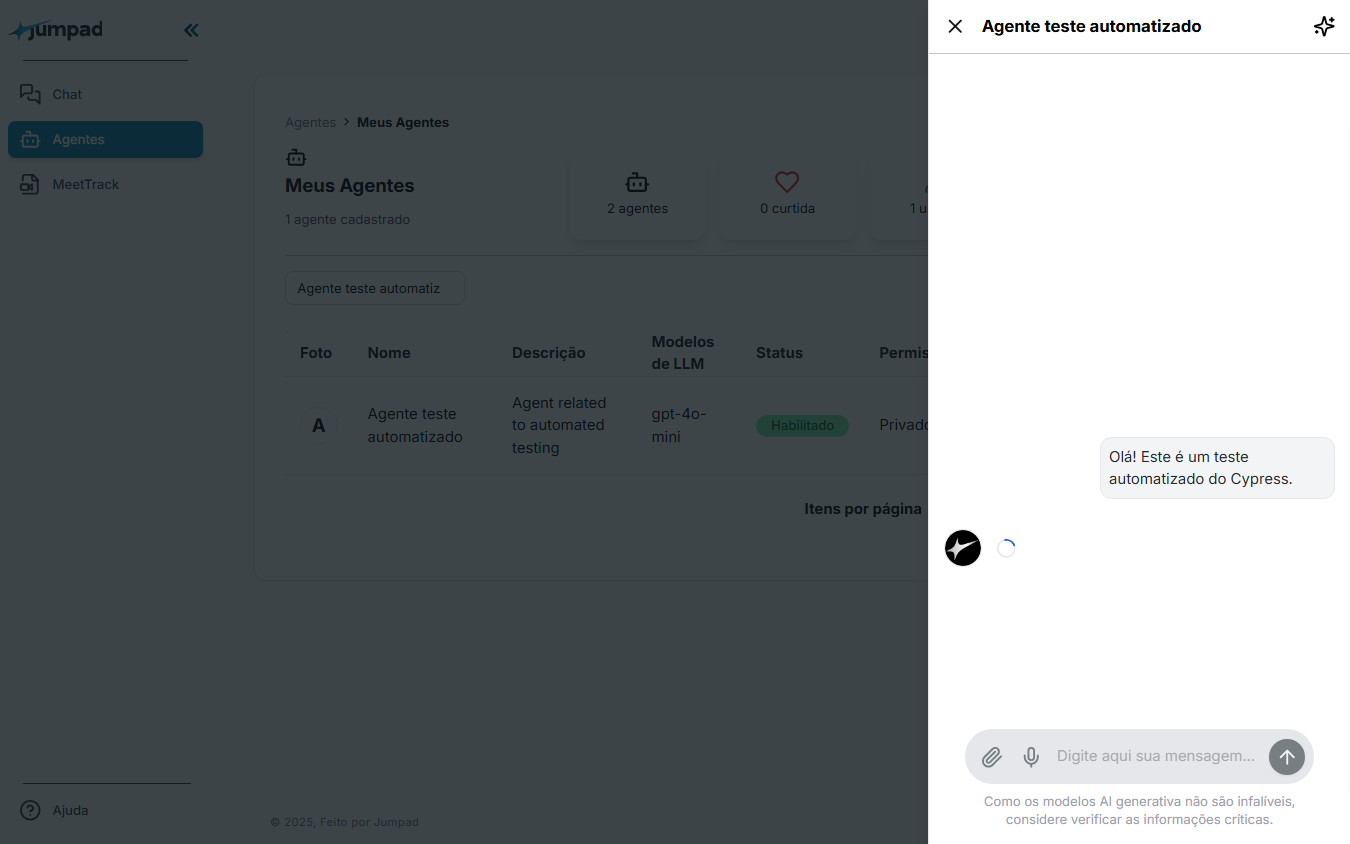 jumpad
Chat
Agentes
MeetTrack
Ajuda
Agentes > Meus Agentes
Meus Agentes
1 agente cadastrado
2 agentes
0 curtida
1 u
Agente teste automatiz
Foto
Nome
Descrição
Modelos
de LLM
Status
Permis
A
Agente teste
automatizado
Agent related
to automated
testing
gpt-4o-
mini
Habilitado
Privado
Itens por página
© 2025, Feito por Jumpad
Agente teste automatizado
Olá! Este é um teste
automatizado do Cypress.
Digite aqui sua mensagem...
Como os modelos AI generativa não são infalíveis,
considere verificar as informações críticas.